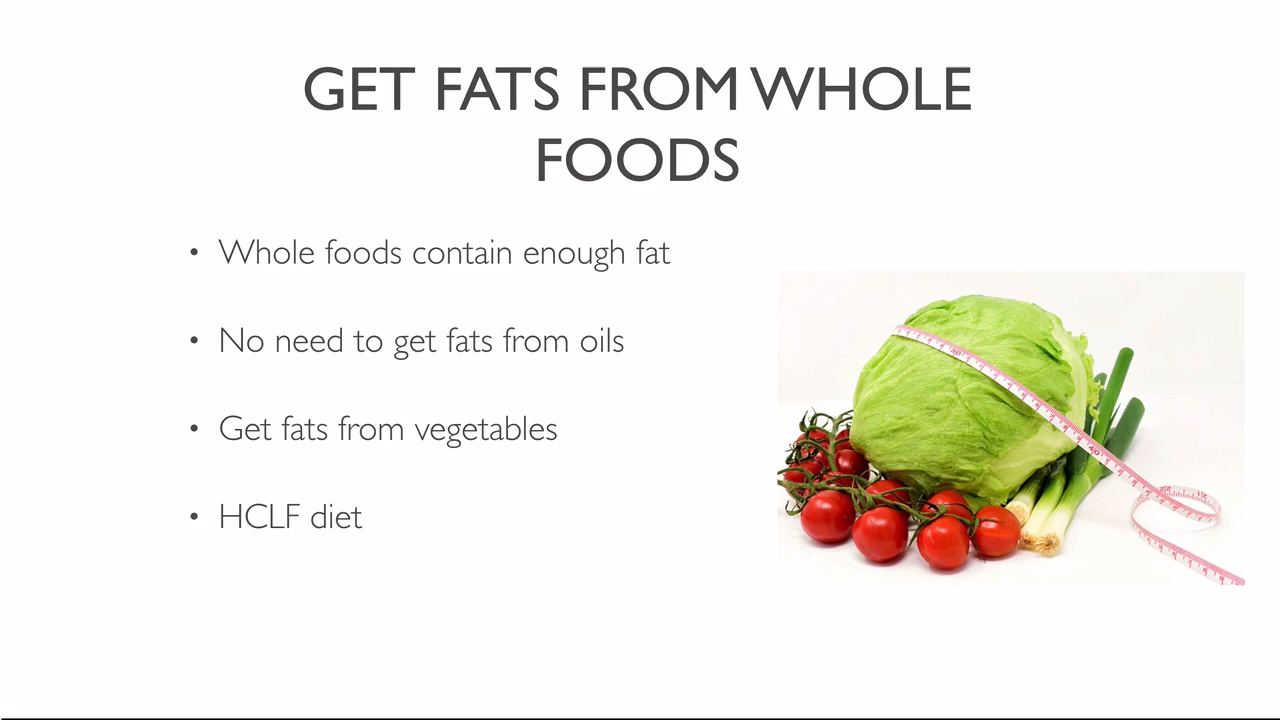 GET FATS FROM WHOLE
FOODS
• Whole foods contain enough fat
• No need to get fats from oils
• Get fats from vegetables
• HCLF diet